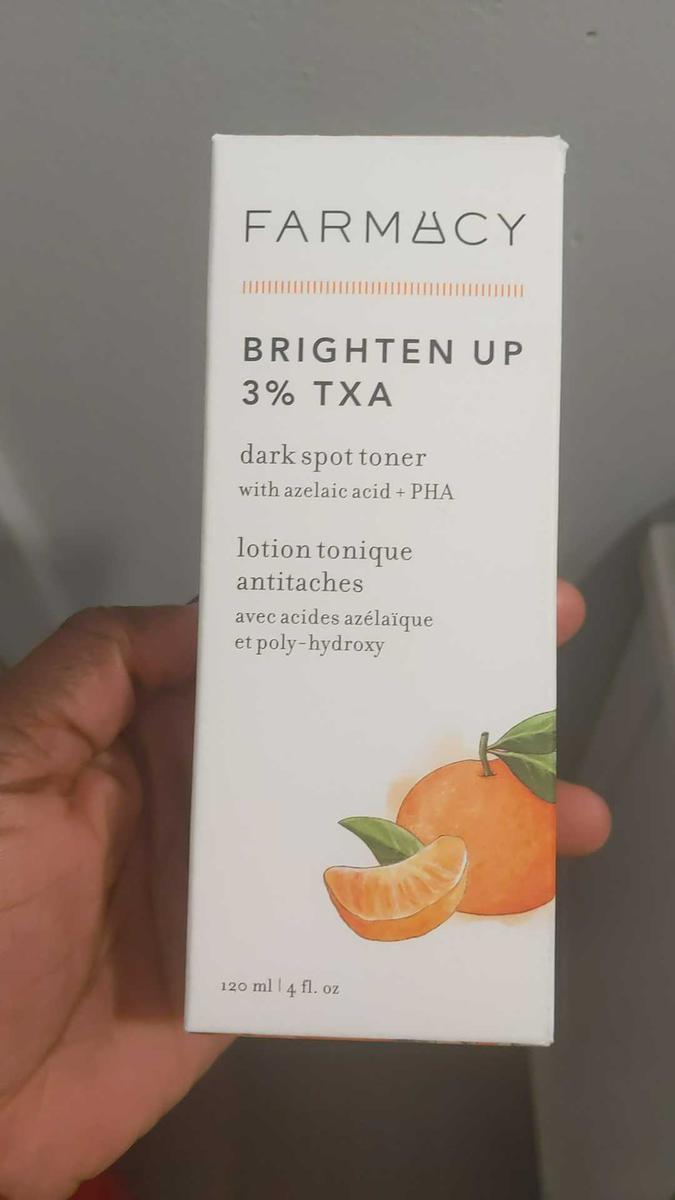 FARMACY
BRIGHTEN UP
3% TXA
dark spot toner
with azelaic acid + PHA
lotion tonique
antitaches
avec acides azélaïque
et poly-hydroxy
120 ml | 4 fl. oz